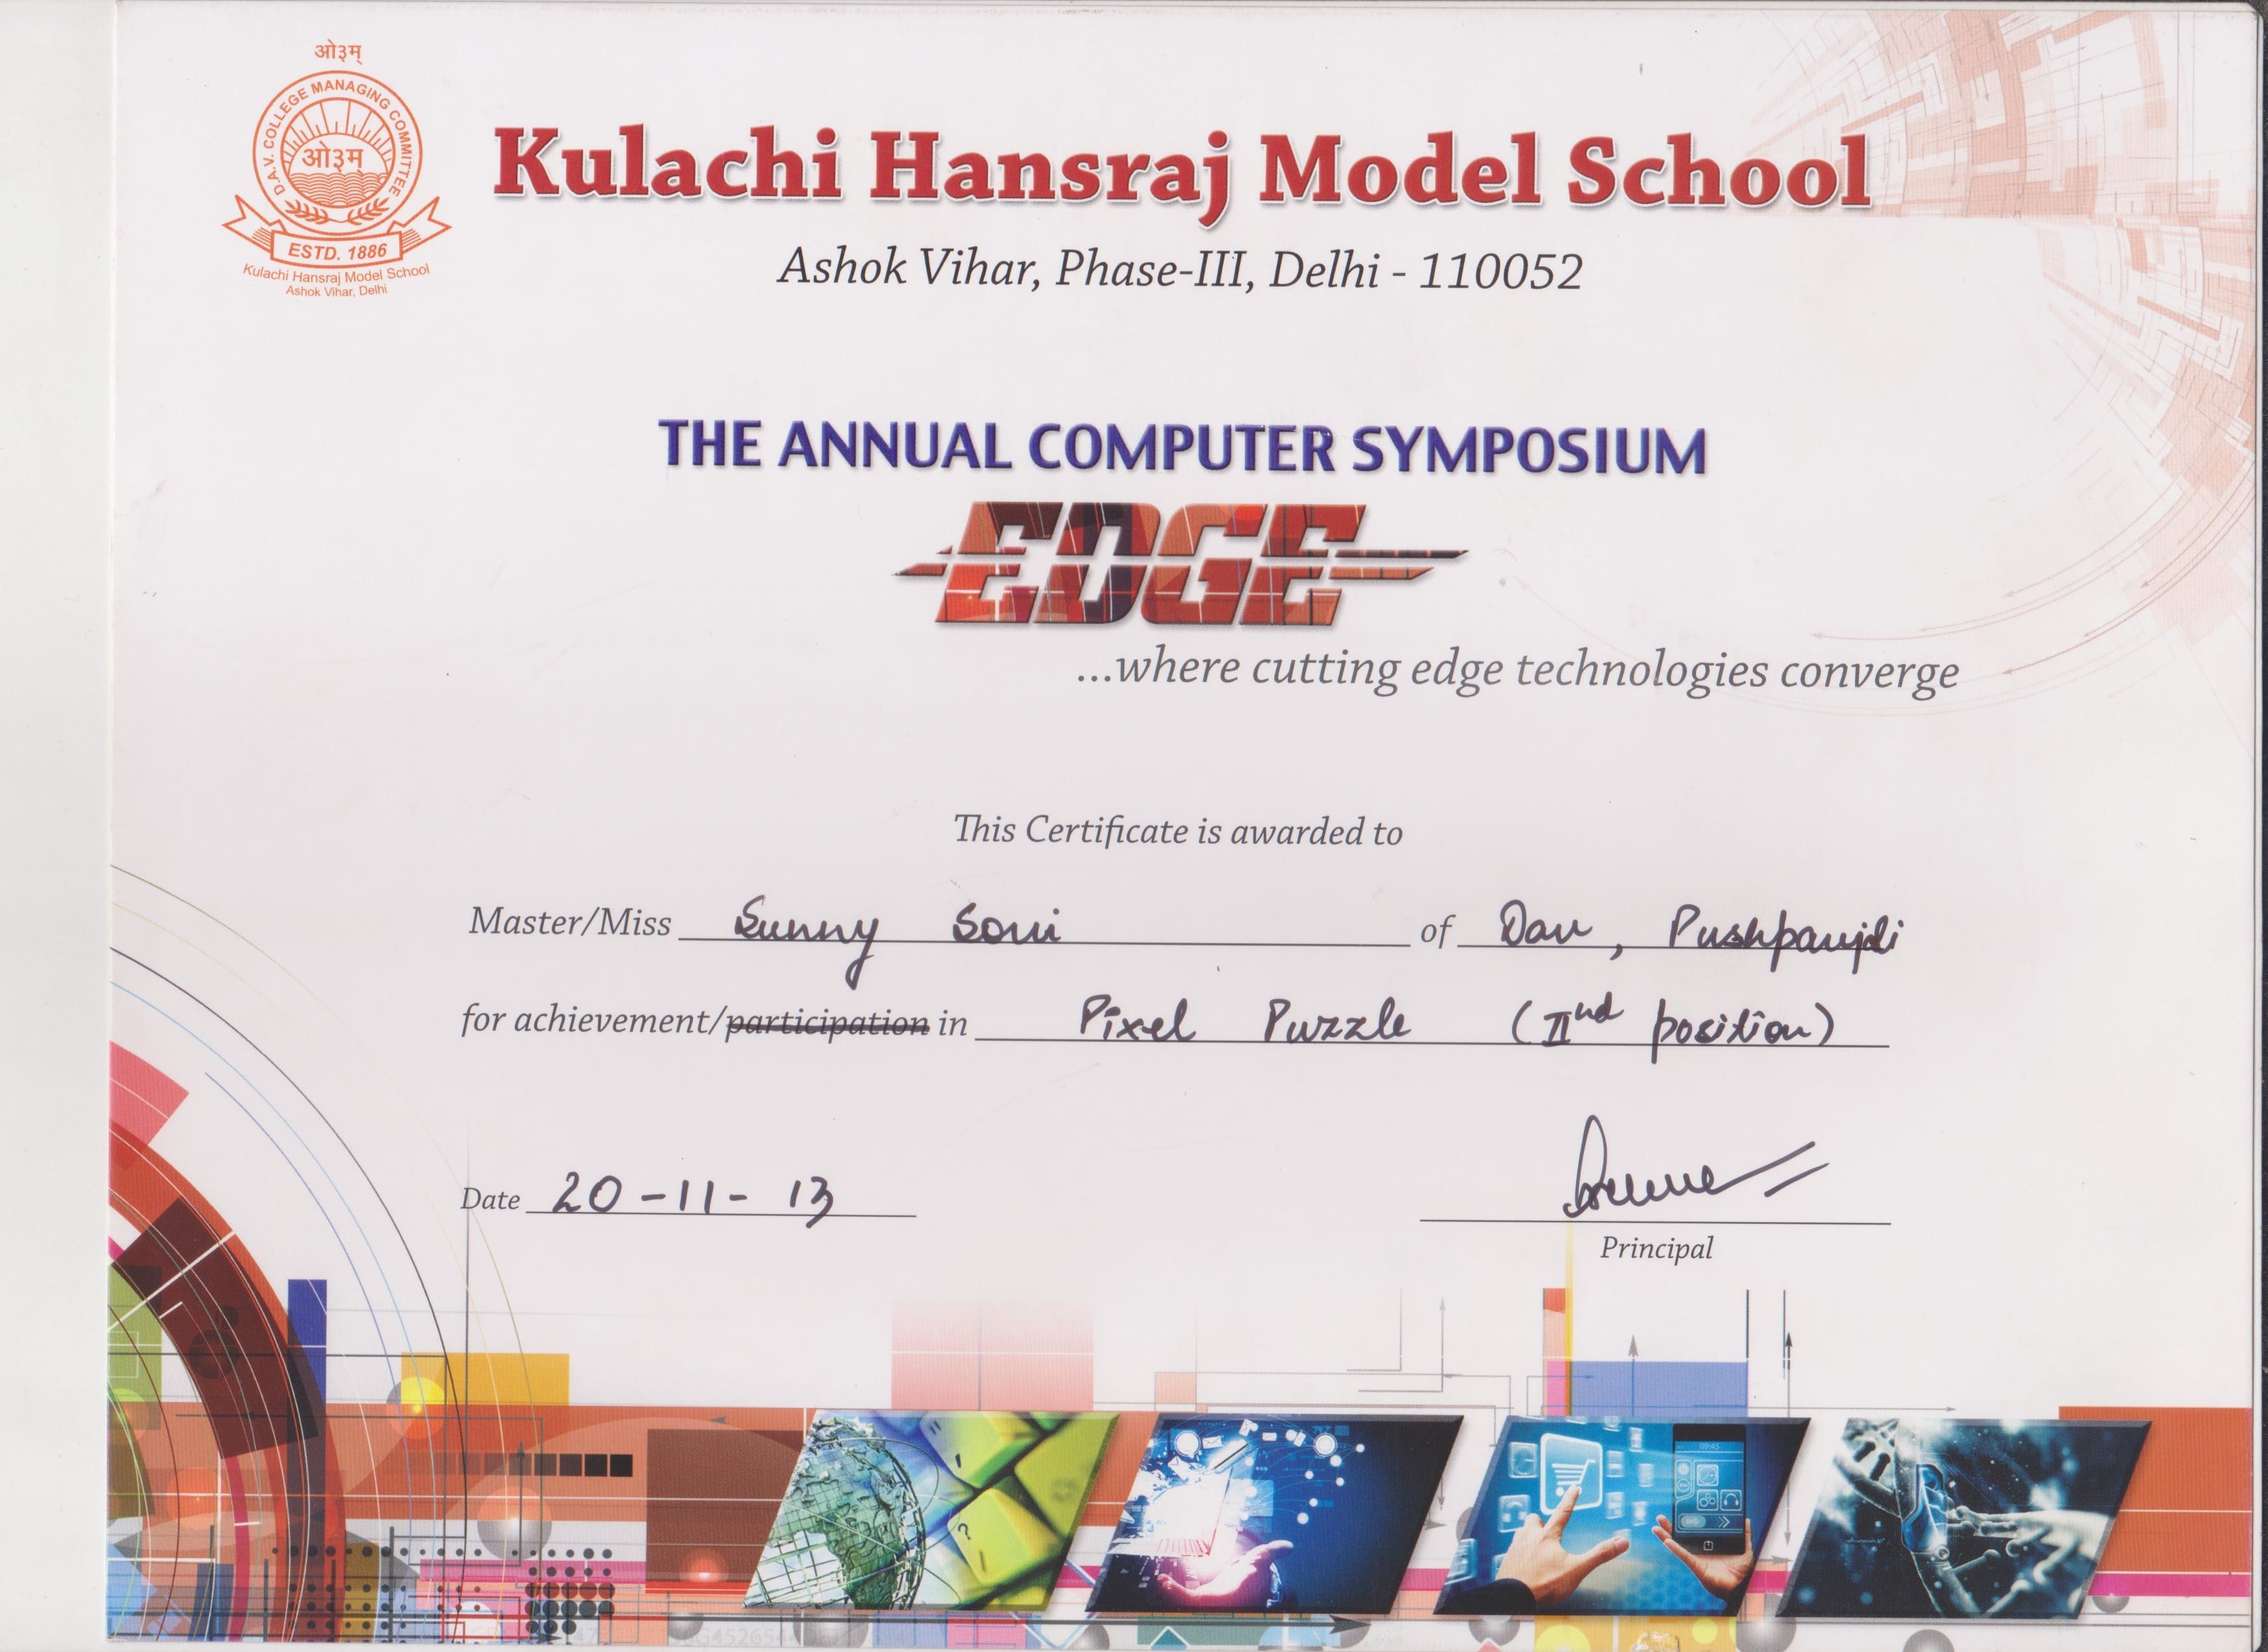 ओ३म्
D.A.V. COLLEGE MANAGING COMMITTEE
ओ३म्
ESTD. 1886
Kulachi Hansraj Model School
Ashok Vihar, Delhi
Kulachi Hansraj Model School
Ashok Vihar, Phase-III, Delhi - 110052
THE ANNUAL COMPUTER SYMPOSIUM
EDGE
...where cutting edge technologies converge
This Certificate is awarded to
Master/Miss Sunny Soni of Dav, Pushpanjali
for achievement/participation in Pixel Puzzle (IInd position)
Date 20-11-13
Principal
09:45
?